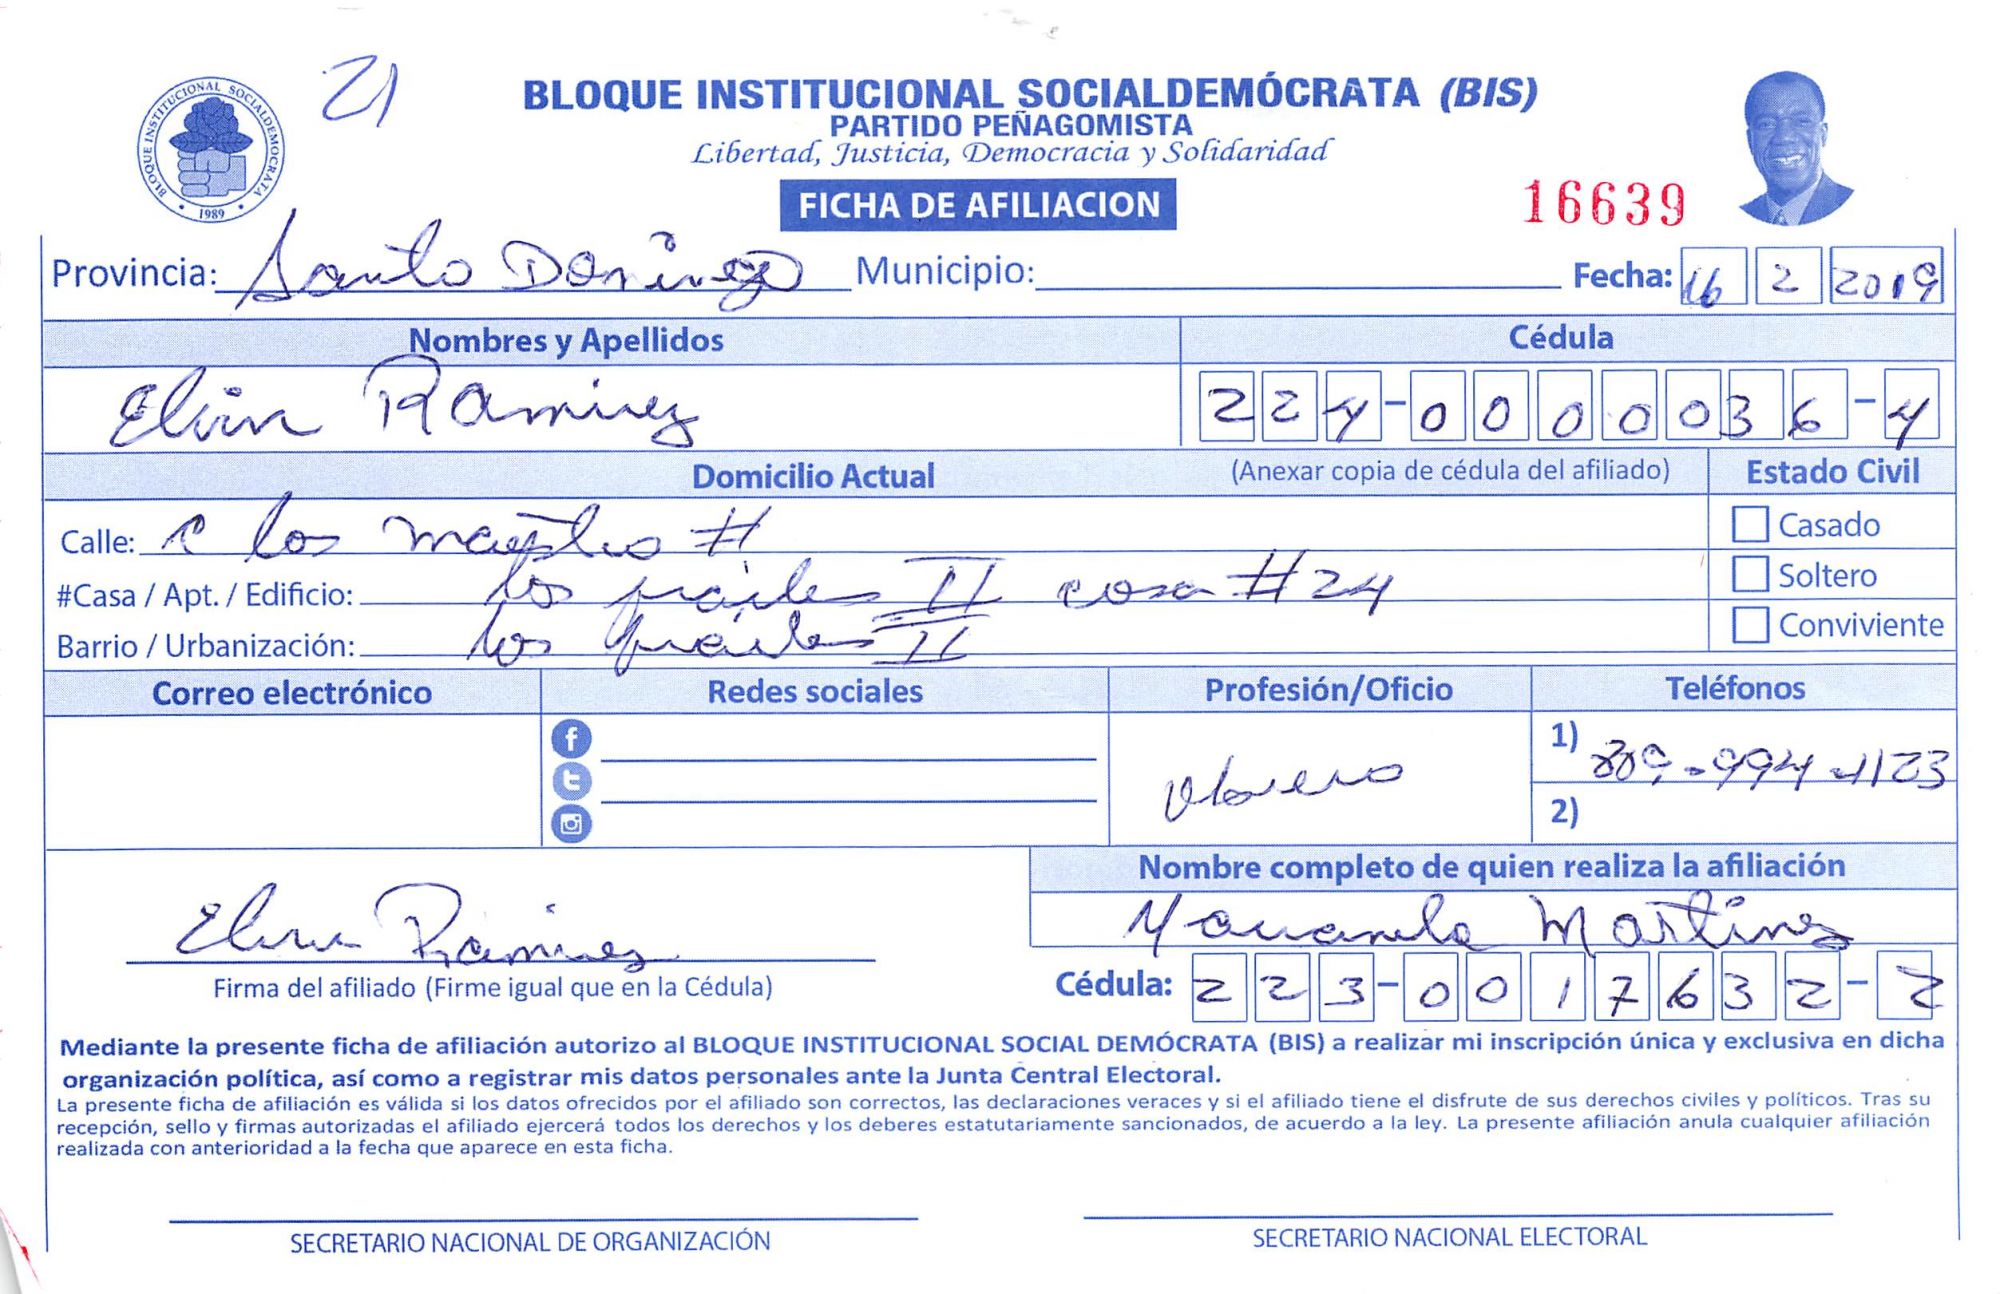 21
BLOQUE INSTITUCIONAL SOCIALDEMÓCRATA (BIS)
PARTIDO PEÑAGOMISTA
Libertad, Justicia, Democracia y Solidaridad
BLOQUE INSTITUCIONAL SOCIALDEMOCRATA
1989
FICHA DE AFILIACION
16639
Provincia: Santo Domingo Municipio: Fecha: 16 2 2019
Nombres y Apellidos Cédula
Elvin Ramirez 224-0000036-4
Domicilio Actual (Anexar copia de cédula del afiliado) Estado Civil
Calle: C los maestro # Casado
#Casa / Apt. / Edificio: los frailes II casa #24 Soltero
Barrio / Urbanización: los frailes II Conviviente
Correo electrónico Redes sociales Profesión/Oficio Teléfonos
Obrero 1) 809-994-1123
2)
Nombre completo de quien realiza la afiliación
Elvin Ramirez Martinez
Firma del afiliado (Firme igual que en la Cédula) Cédula: 223-0017632-2
Mediante la presente ficha de afiliación autorizo al BLOQUE INSTITUCIONAL SOCIAL DEMÓCRATA (BIS) a realizar mi inscripción única y exclusiva en dicha
organización política, así como a registrar mis datos personales ante la Junta Central Electoral.
La presente ficha de afiliación es válida si los datos ofrecidos por el afiliado son correctos, las declaraciones veraces y si el afiliado tiene el disfrute de sus derechos civiles y políticos. Tras su
recepción, sello y firmas autorizadas el afiliado ejercerá todos los derechos y los deberes estatutariamente sancionados, de acuerdo a la ley. La presente afiliación anula cualquier afiliación
realizada con anterioridad a la fecha que aparece en esta ficha.
SECRETARIO NACIONAL DE ORGANIZACIÓN SECRETARIO NACIONAL ELECTORAL